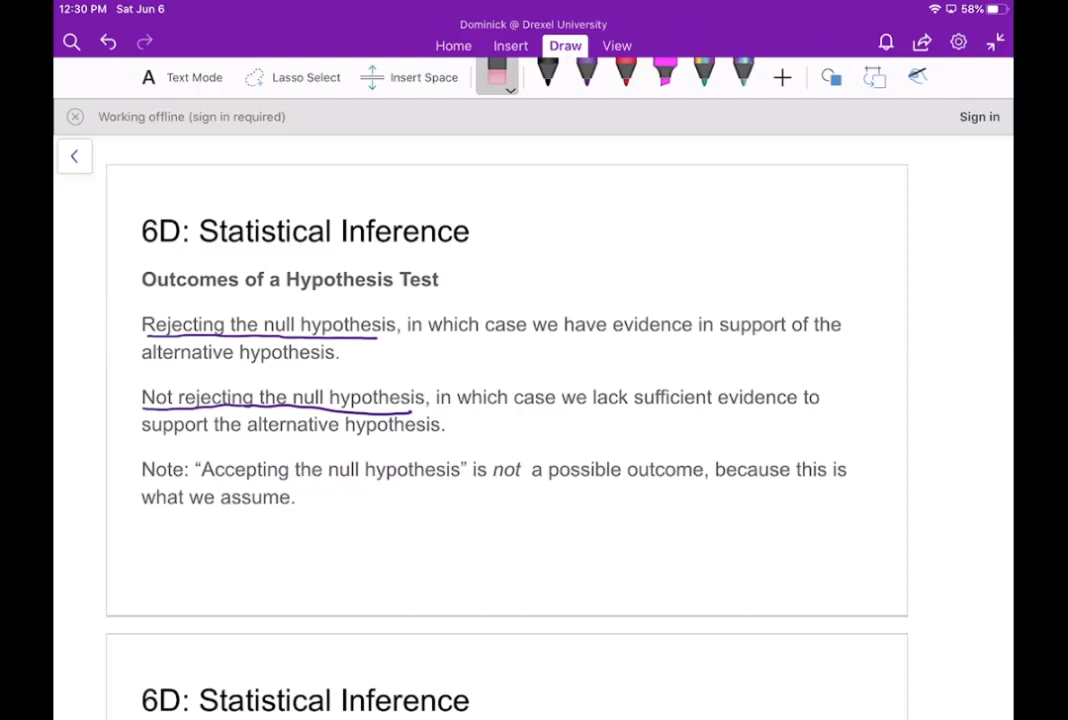 12:30 PM Sat Jun 6
58%
Dominick @ Drexel University
Home Insert Draw View
A Text Mode Lasso Select Insert Space
Working offline (sign in required) Sign in
6D: Statistical Inference
Outcomes of a Hypothesis Test
Rejecting the null hypothesis, in which case we have evidence in support of the
alternative hypothesis.
Not rejecting the null hypothesis, in which case we lack sufficient evidence to
support the alternative hypothesis.
Note: “Accepting the null hypothesis” is not a possible outcome, because this is
what we assume.
6D: Statistical Inference